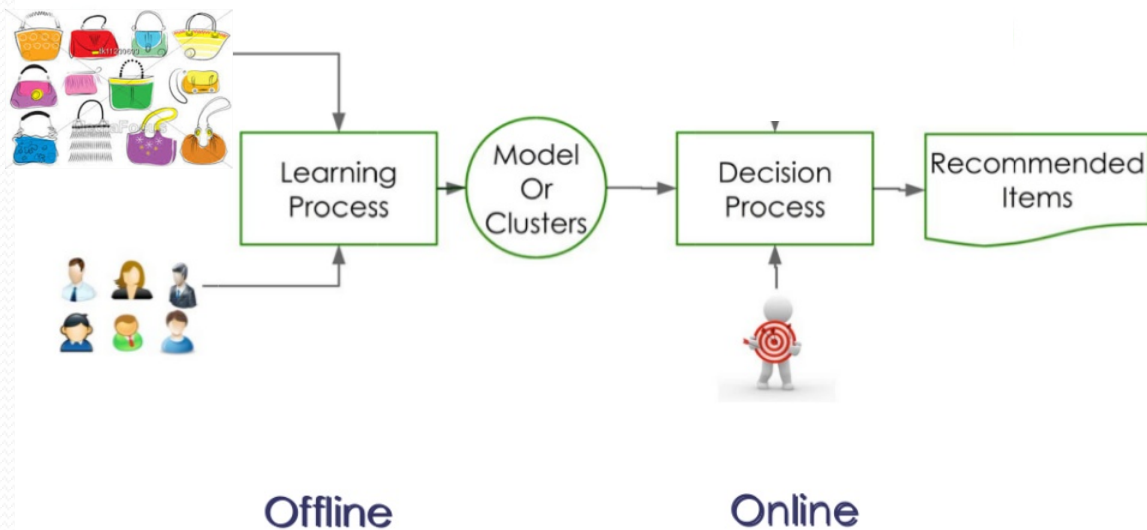 Learning
Process
Model
Or
Clusters
Decision
Process
Recommended
Items
Offline
Online